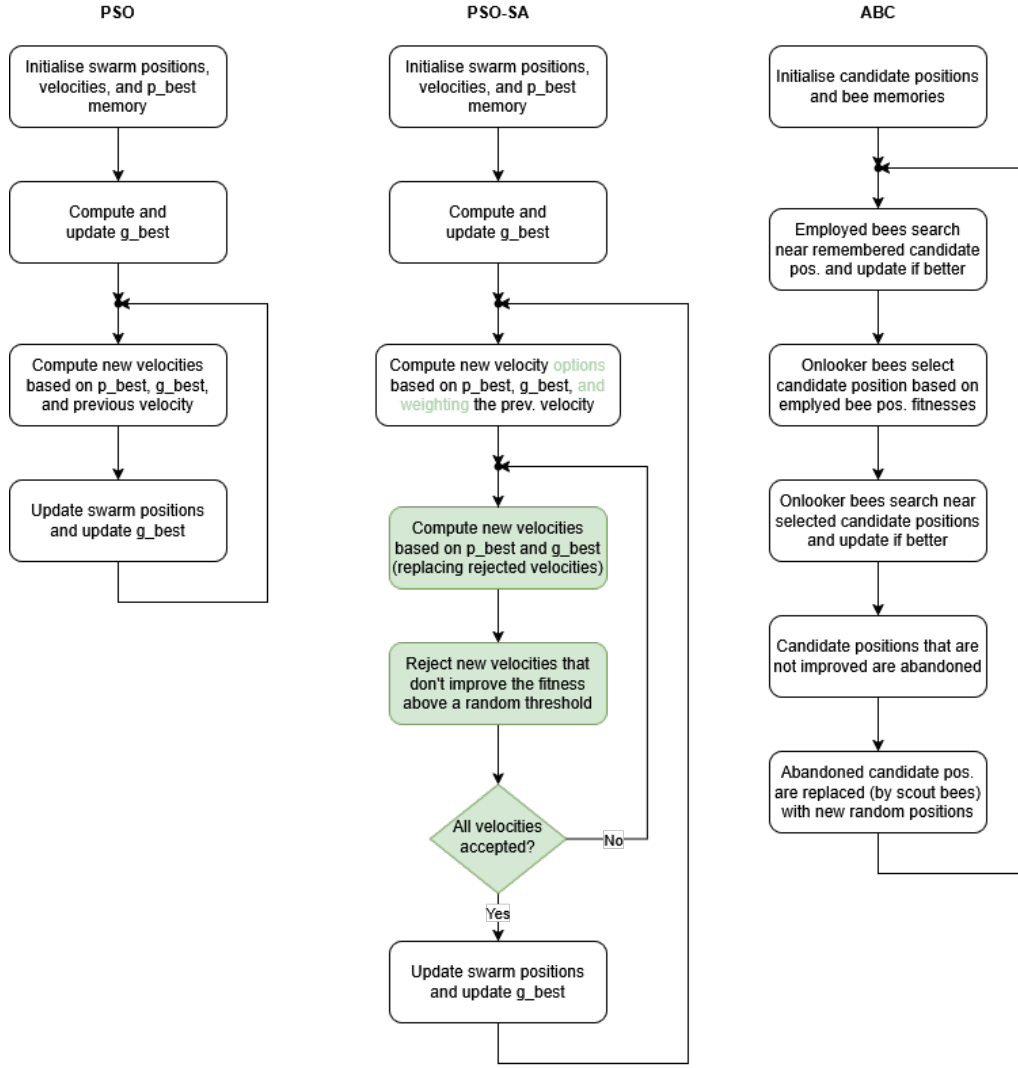 PSO
Initialise swarm positions,
velocities, and p_best
memory
Compute and
update g_best
Compute new velocities
based on p_best, g_best,
and previous velocity
Update swarm positions
and update g_best
PSO-SA
Initialise swarm positions,
velocities, and p_best
memory
Compute and
update g_best
Compute new velocity options
based on p_best, g_best, and
weighting the prev. velocity
Compute new velocities
based on p_best and g_best
(replacing rejected velocities)
Reject new velocities that
don't improve the fitness
above a random threshold
All velocities
accepted?
No
Yes
Update swarm positions
and update g_best
ABC
Initialise candidate positions
and bee memories
Employed bees search
near remembered candidate
pos. and update if better
Onlooker bees select
candidate position based on
emplyed bee pos. fitnesses
Onlooker bees search near
selected candidate positions
and update if better
Candidate positions that are
not improved are abandoned
Abandoned candidate pos.
are replaced (by scout bees)
with new random positions